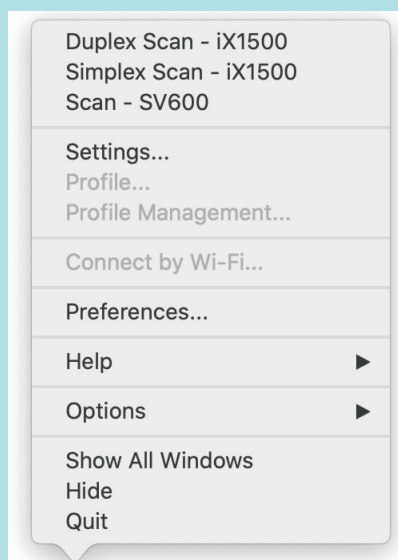 Duplex Scan - iX1500
Simplex Scan - iX1500
Scan - SV600
Settings...
Profile...
Profile Management...
Connect by Wi-Fi...
Preferences...
Help
Options
Show All Windows
Hide
Quit